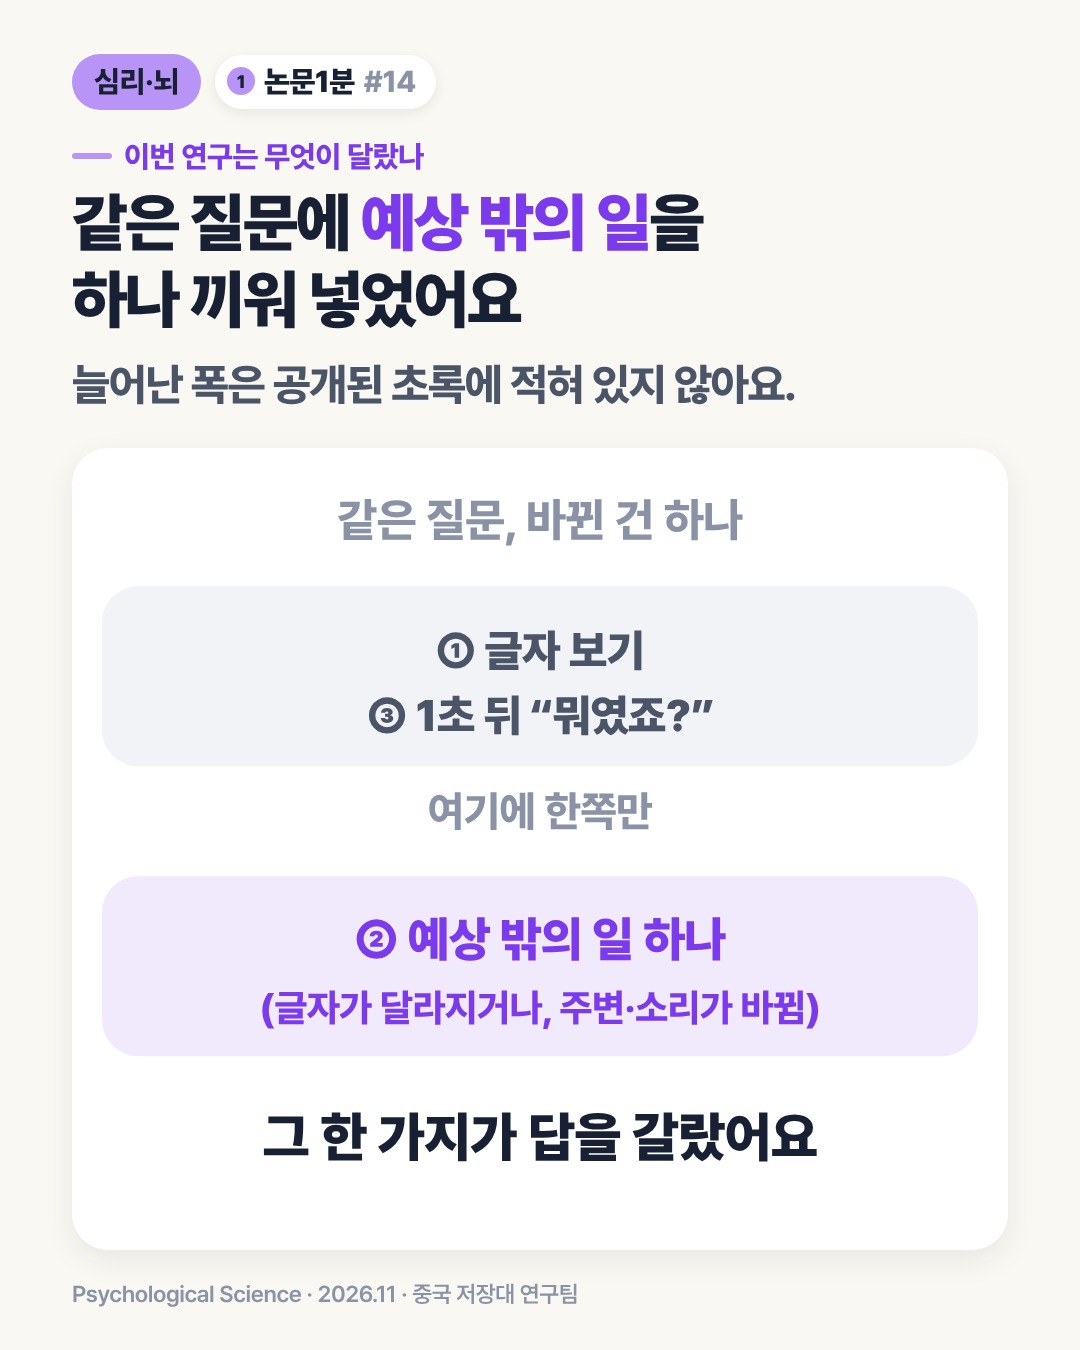 심리·뇌
1 논문1분 #14
이번 연구는 무엇이 달랐나
같은 질문에 예상 밖의 일을
하나 끼워 넣었어요
늘어난 폭은 공개된 초록에 적혀 있지 않아요.
같은 질문, 바뀐 건 하나
① 글자 보기
③ 1초 뒤 “뭐였죠?”
여기에 한쪽만
② 예상 밖의 일 하나
(글자가 달라지거나, 주변·소리가 바뀜)
그 한 가지가 답을 갈랐어요
Psychological Science · 2026.11 · 중국 저장대 연구팀